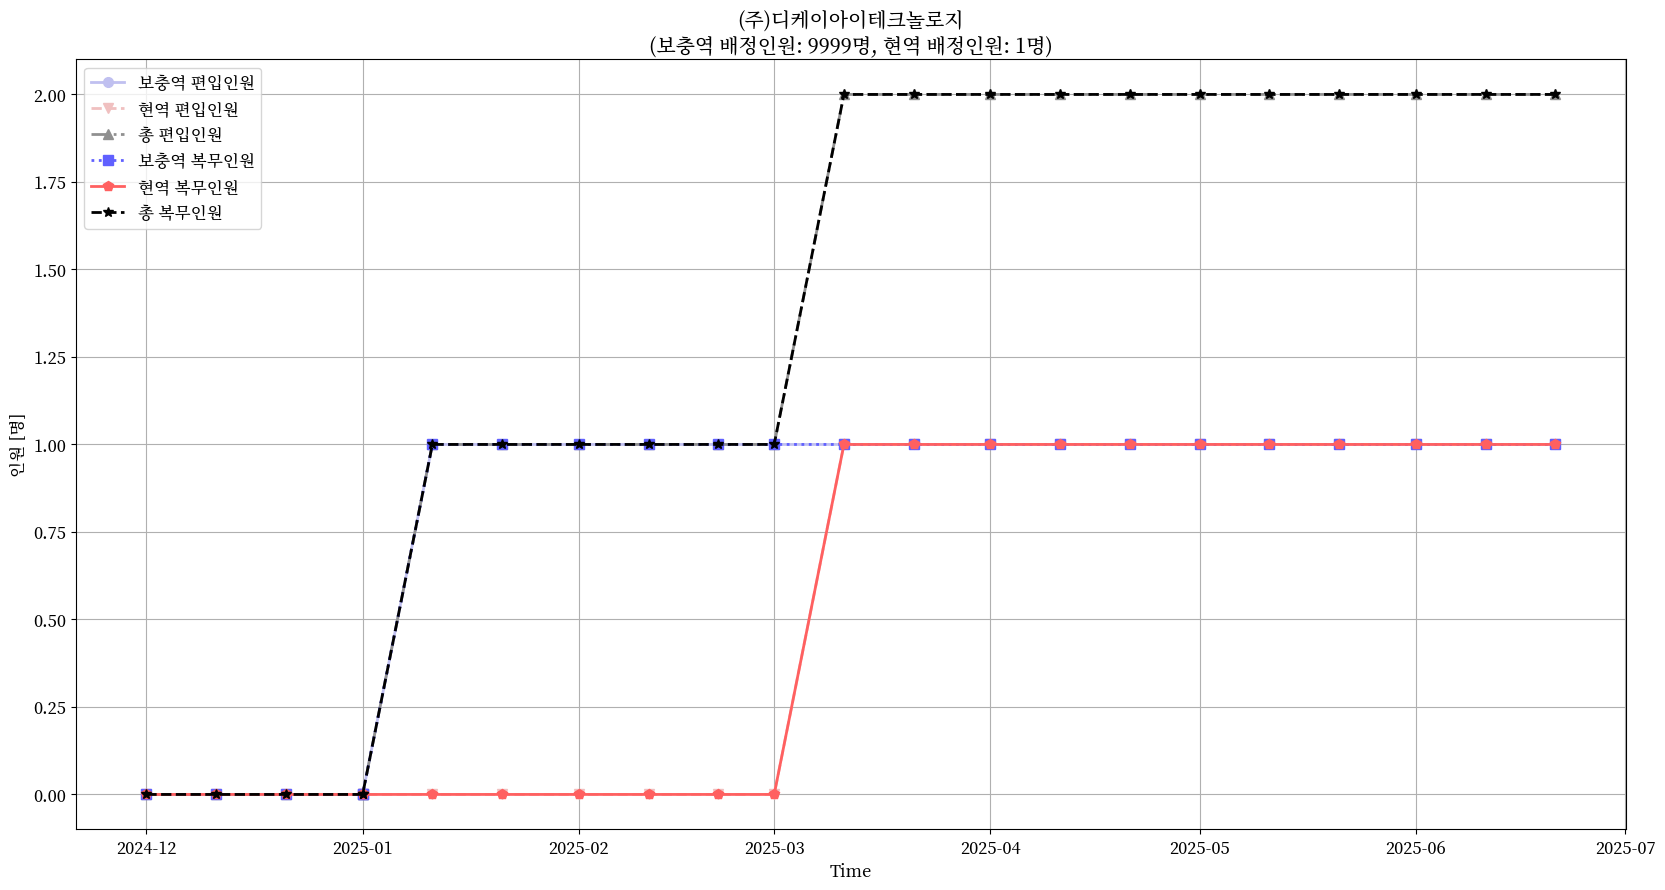 (주)디케이아이테크놀로지
(보충역 배정인원: 9999명, 현역 배정인원: 1명)
보충역 편입인원
현역 편입인원
총 편입인원
보충역 복무인원
현역 복무인원
총 복무인원
인원 [명]
2.00
1.75
1.50
1.25
1.00
0.75
0.50
0.25
0.00
2024-12 2025-01 2025-02 2025-03 2025-04 2025-05 2025-06 2025-07
Time